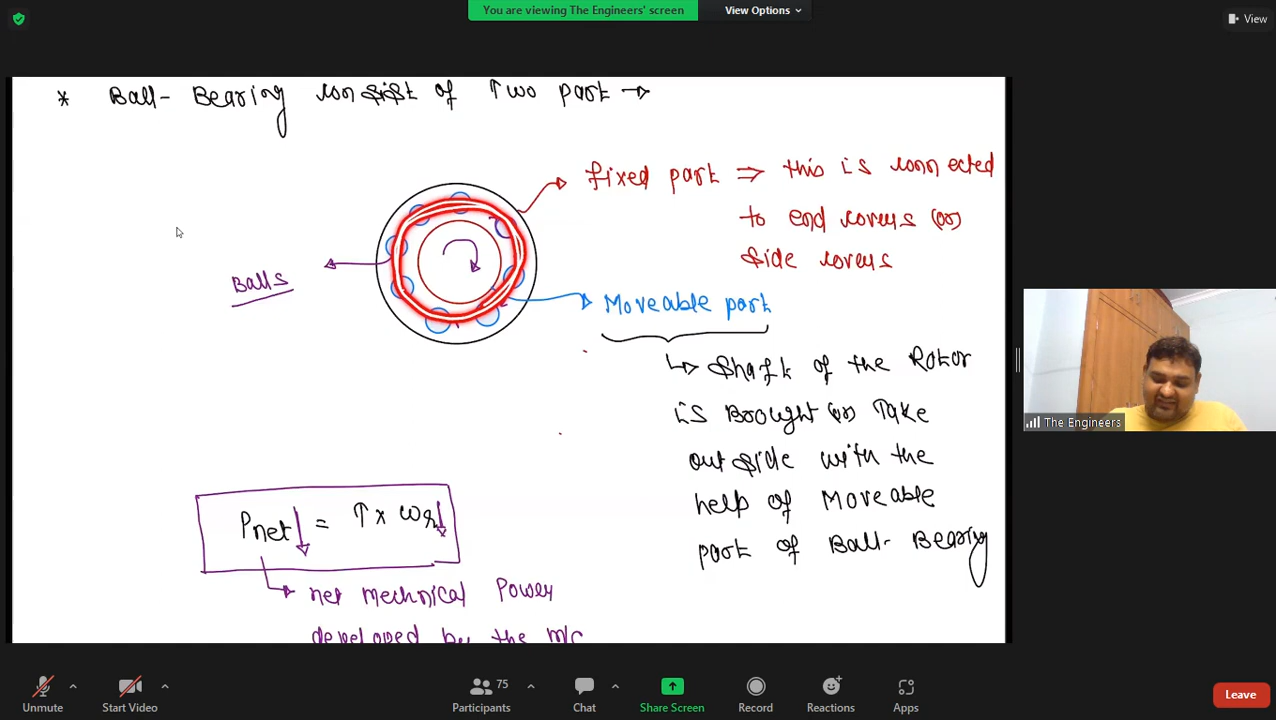 You are viewing The Engineers' screen
View Options
View
* Ball-Bearing consist of Two part →
fixed part ⇒ this is connected
to end covers (or)
side covers
Balls
Moveable part
↳ Shaft of the Rotor
is Brought (or) Take
out side with the
help of Moveable
part of Ball-Bearing
Pnet↓ = T x ωr↓
net mechnical Power
developed by the m/c
The Engineers
Unmute
Start Video
75
Participants
Chat
Share Screen
Record
Reactions
Apps
Leave